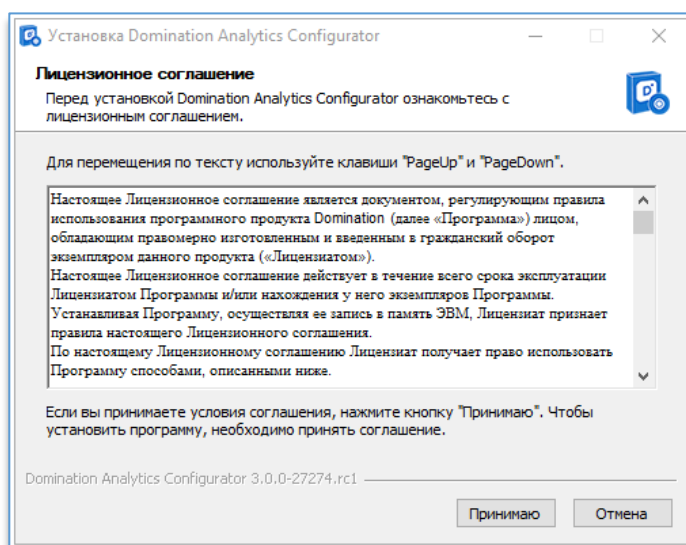 Установка Domination Analytics Configurator
Лицензионное соглашение
Перед установкой Domination Analytics Configurator ознакомьтесь с
лицензионным соглашением.
Для перемещения по тексту используйте клавиши "PageUp" и "PageDown".
Настоящее Лицензионное соглашение является документом, регулирующим правила
использования программного продукта Domination (далее «Программа») лицом,
обладающим правомерно изготовленным и введенным в гражданский оборот
экземпляром данного продукта («Лицензиатом»).
Настоящее Лицензионное соглашение действует в течение всего срока эксплуатации
Лицензиатом Программы и/или нахождения у него экземпляров Программы.
Устанавливая Программу, осуществляя ее запись в память ЭВМ, Лицензиат признает
правила настоящего Лицензионного соглашения.
По настоящему Лицензионному соглашению Лицензиат получает право использовать
Программу способами, описанными ниже.
Если вы принимаете условия соглашения, нажмите кнопку "Принимаю". Чтобы
установить программу, необходимо принять соглашение.
Domination Analytics Configurator 3.0.0-27274.rc1
Принимаю
Отмена